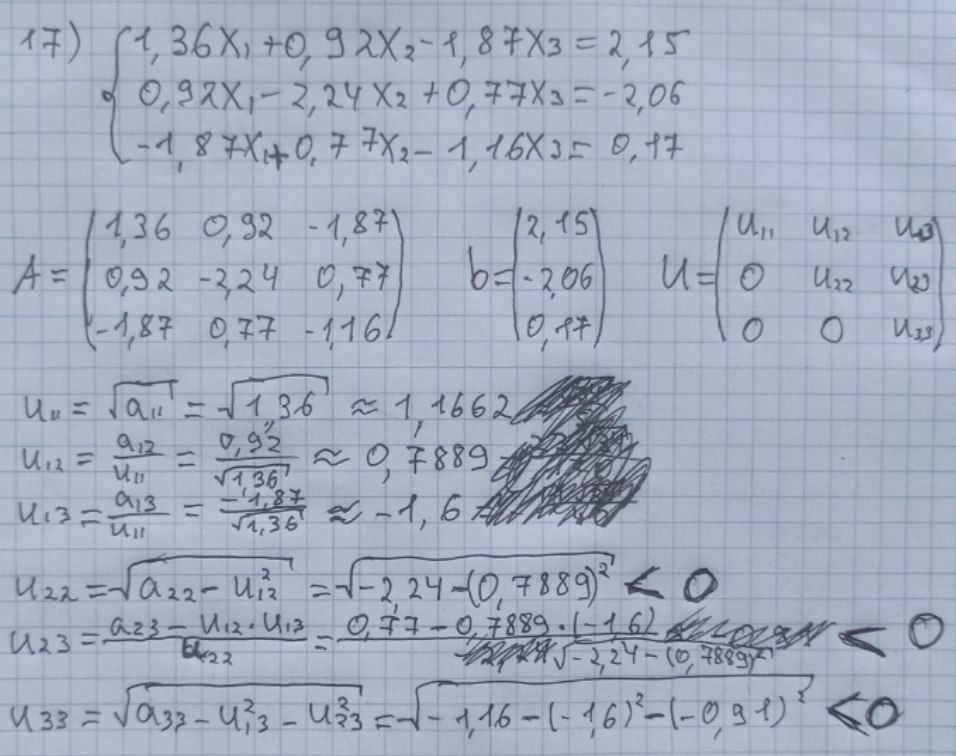 17) {1,36x₁+0,92x₂-1,87x₃=2,15
0,92x₁-2,24x₂+0,77x₃=-2,06
-1,87x₁+0,77x₂-1,16x₃=0,17
A=(1,36 0,92 -1,87 b=(2,15 U=(u₁₁ u₁₂ u₁₃
0,92 -2,24 0,77 -2,06 0 u₂₂ u₂₃
-1,87 0,77 -1,16) 0,17) 0 0 u₃₃)
u₁₁=√a₁₁=√1,36≈1,1662
u₁₂=a₁₂/u₁₁=0,92/√1,36≈0,7889
u₁₃=a₁₃/u₁₁=-1,87/√1,36≈-1,6
u₂₂=√(a₂₂-u₁₂²)=√(-2,24-(0,7889)²)<0
u₂₃=(a₂₃-u₁₂·u₁₃)/u₂₂=(0,77-0,7889·(-1,6))/√(-2,24-(0,7889)²)<0
u₃₃=√(a₃₃-u₁₃²-u₂₃²)=√(-1,16-(-1,6)²-(-0,91)²)<0